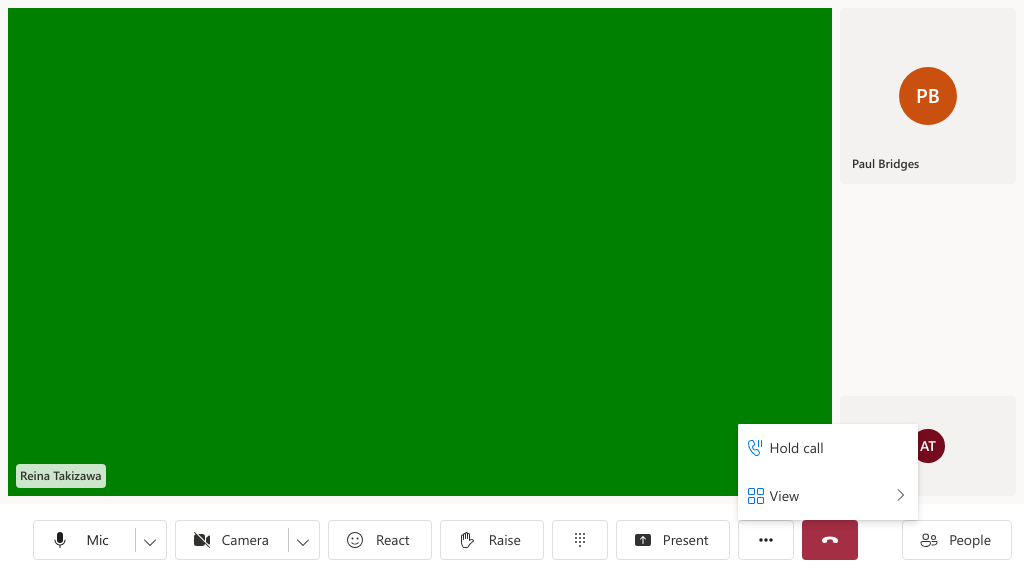 PB
Paul Bridges
Reina Takizawa
AT
Hold call
View
Mic
Camera
React
Raise
Present
People